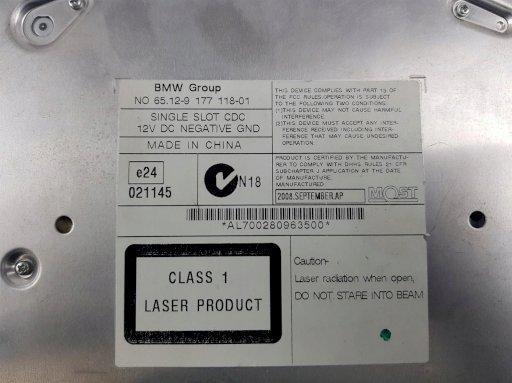 BMW Group
NO 65.12-9 177 118-01
SINGLE SLOT CDC
12V DC NEGATIVE GND
MADE IN CHINA
THIS DEVICE COMPLIES WITH PART 15 OF
THE FCC RULES.OPERATION IS SUBJECT
TO THE FOLLOWING TWO CONDITIONS:
(1)THIS DEVICE MAY NOT CAUSE HARMFUL
INTERFERENCE.
(2)THIS DEVICE MUST ACCEPT ANY INTER-
FERENCE RECEIVED INCLUDING INTER-
FERENCE THAT MAY CAUSE UNDESIRED
OPERATION.
e24
021145
N18
PRODUCT IS CERTIFIED BY THE MANUFACTU-
RER TO COMPLY WITH DHHS RULES 21 CFR
SUBCHAPTER J APPLICATION AT THE DATE
OF MANUFACTURE.
MANUFACTURED
2008.SEPTEMBER.AP
MOST
*AL700280963500*
CLASS 1
LASER PRODUCT
Caution-
Laser radiation when open,
DO NOT STARE INTO BEAM